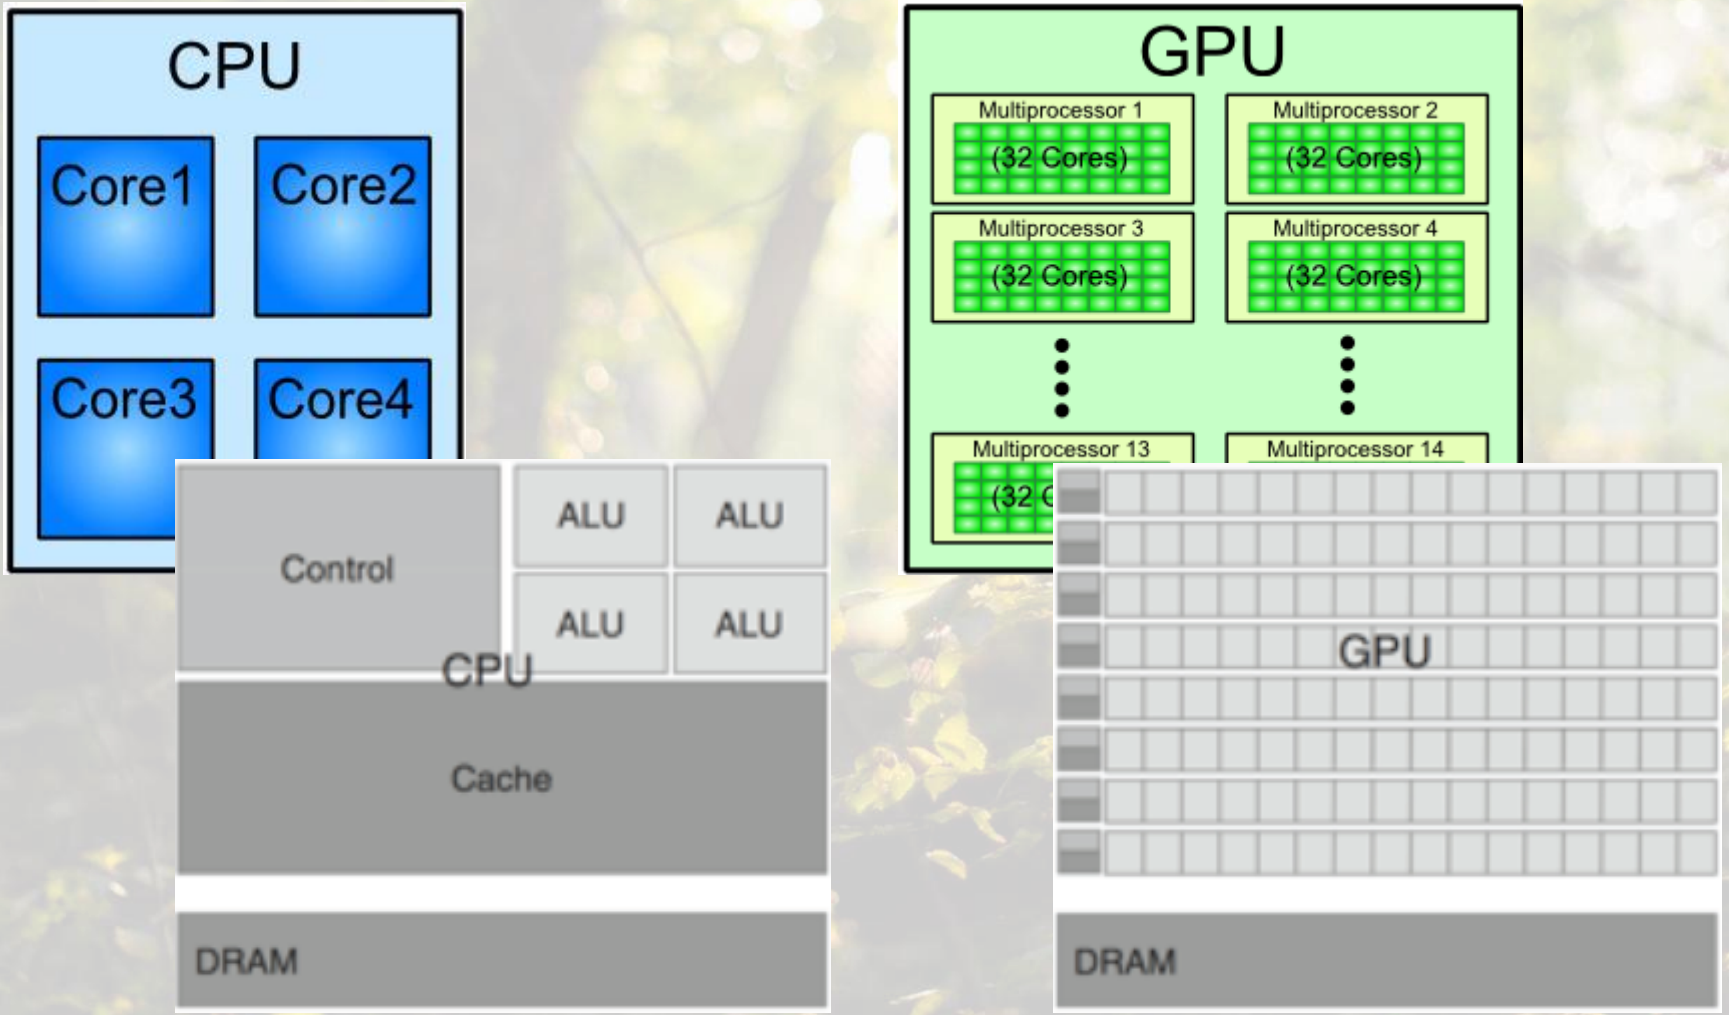 CPU
Core1
Core2
Core3
Core4
GPU
Multiprocessor 1
(32 Cores)
Multiprocessor 2
(32 Cores)
Multiprocessor 3
(32 Cores)
Multiprocessor 4
(32 Cores)
Multiprocessor 13
(32 C
Multiprocessor 14
Control
ALU
ALU
ALU
ALU
CPU
Cache
DRAM
GPU
DRAM